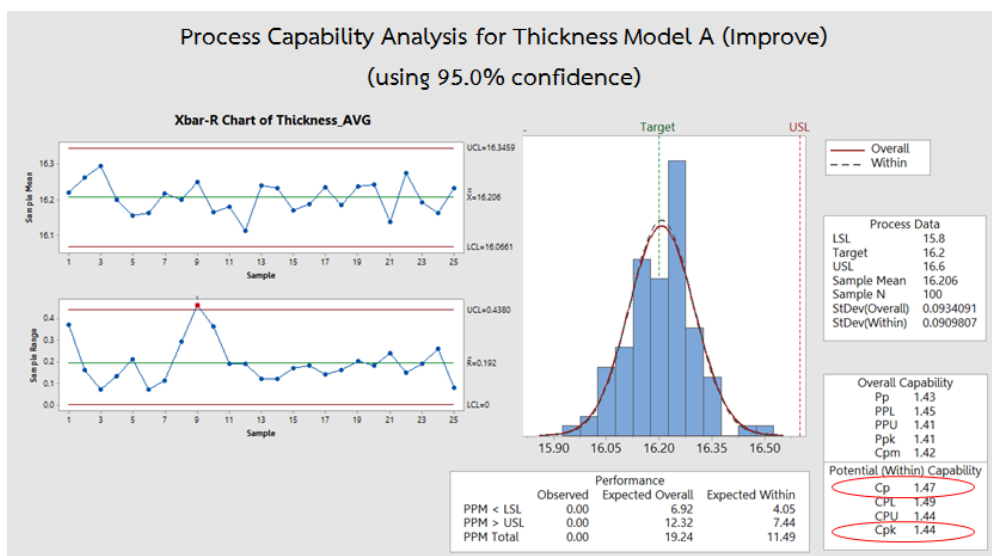 Process Capability Analysis for Thickness Model A (Improve)
(using 95.0% confidence)
Xbar-R Chart of Thickness_AVG
UCL=16.3459
16.3
Sample Mean
16.2
X̿=16.206
16.1
LCL=16.0661
1 3 5 7 9 11 13 15 17 19 21 23 25
Sample
1
UCL=0.4380
0.4
0.3
Sample Range
0.2
R̅=0.192
0.1
0.0
LCL=0
1 3 5 7 9 11 13 15 17 19 21 23 25
Sample
Target USL
15.90 16.05 16.20 16.35 16.50
Overall
Within
Process Data
LSL 15.8
Target 16.2
USL 16.6
Sample Mean 16.206
Sample N 100
StDev(Overall) 0.0934091
StDev(Within) 0.0909807
Overall Capability
Pp 1.43
PPL 1.45
PPU 1.41
Ppk 1.41
Cpm 1.42
Potential (Within) Capability
Cp 1.47
CPL 1.49
CPU 1.44
Cpk 1.44
Performance
Observed Expected Overall Expected Within
PPM < LSL 0.00 6.92 4.05
PPM > USL 0.00 12.32 7.44
PPM Total 0.00 19.24 11.49